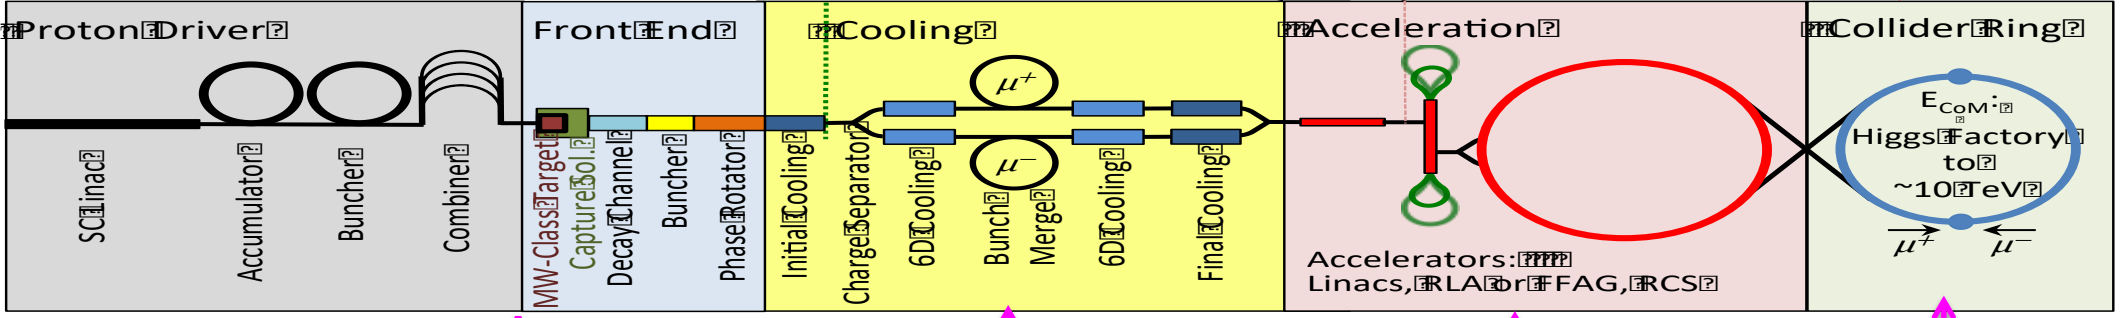 Proton Driver
Front End
Cooling
Acceleration
Collider Ring
SC Linac
Accumulator
Buncher
Combiner
MW-Class Target
Capture Sol.
Decay Channel
Buncher
Phase Rotator
Initial Cooling
Charge Separator
6D Cooling
μ+
μ−
Bunch
Merge
6D Cooling
Final Cooling
Accelerators:
Linacs, RLA or FFAG, RCS
ECoM:
Higgs Factory
to
~10 TeV
μ+
μ−